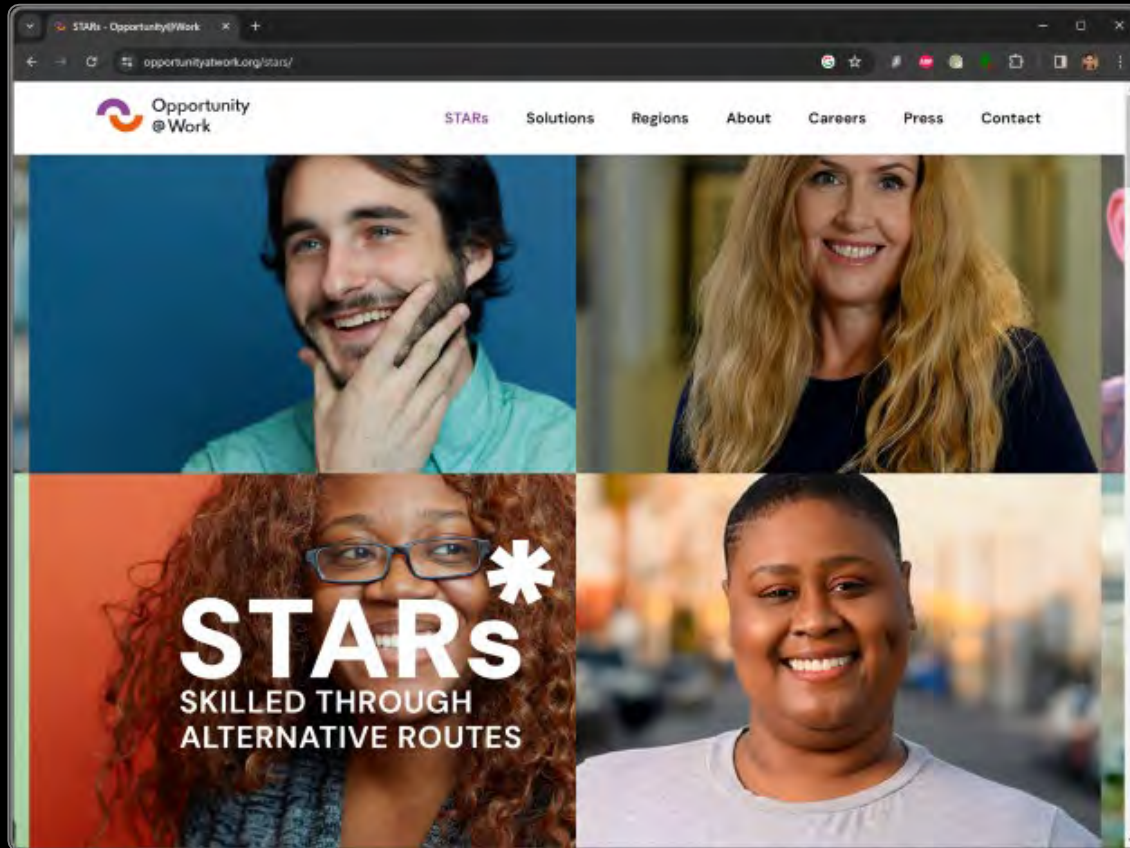 STARs - Opportunity@Work
opportunityatwork.org/stars/
Opportunity
@Work
STARs Solutions Regions About Careers Press Contact
STARs*
SKILLED THROUGH
ALTERNATIVE ROUTES